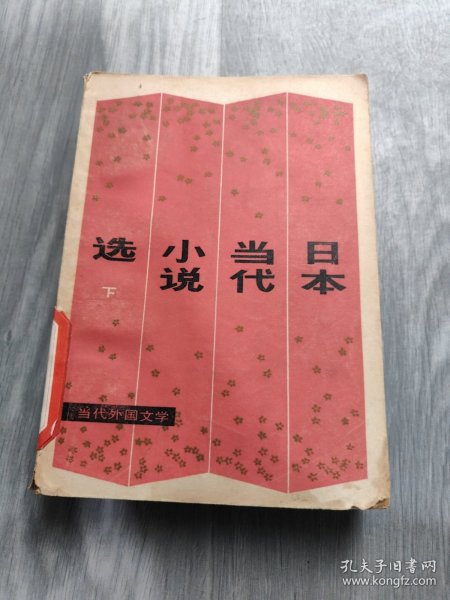 日本
当代
小说
选
下
当代外国文学
孔夫子旧书网
www.kongfz.com